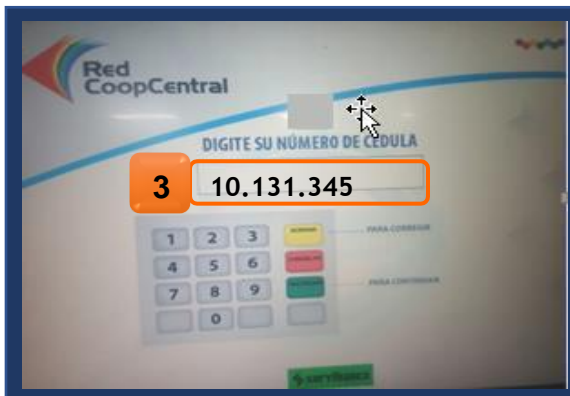 Red
CoopCentral
DIGITE SU NÚMERO DE CÉDULA
3
10.131.345
1 2 3
PARA CORREGIR
4 5 6
7 8 9
PARA CONTINUAR
0
servibanca